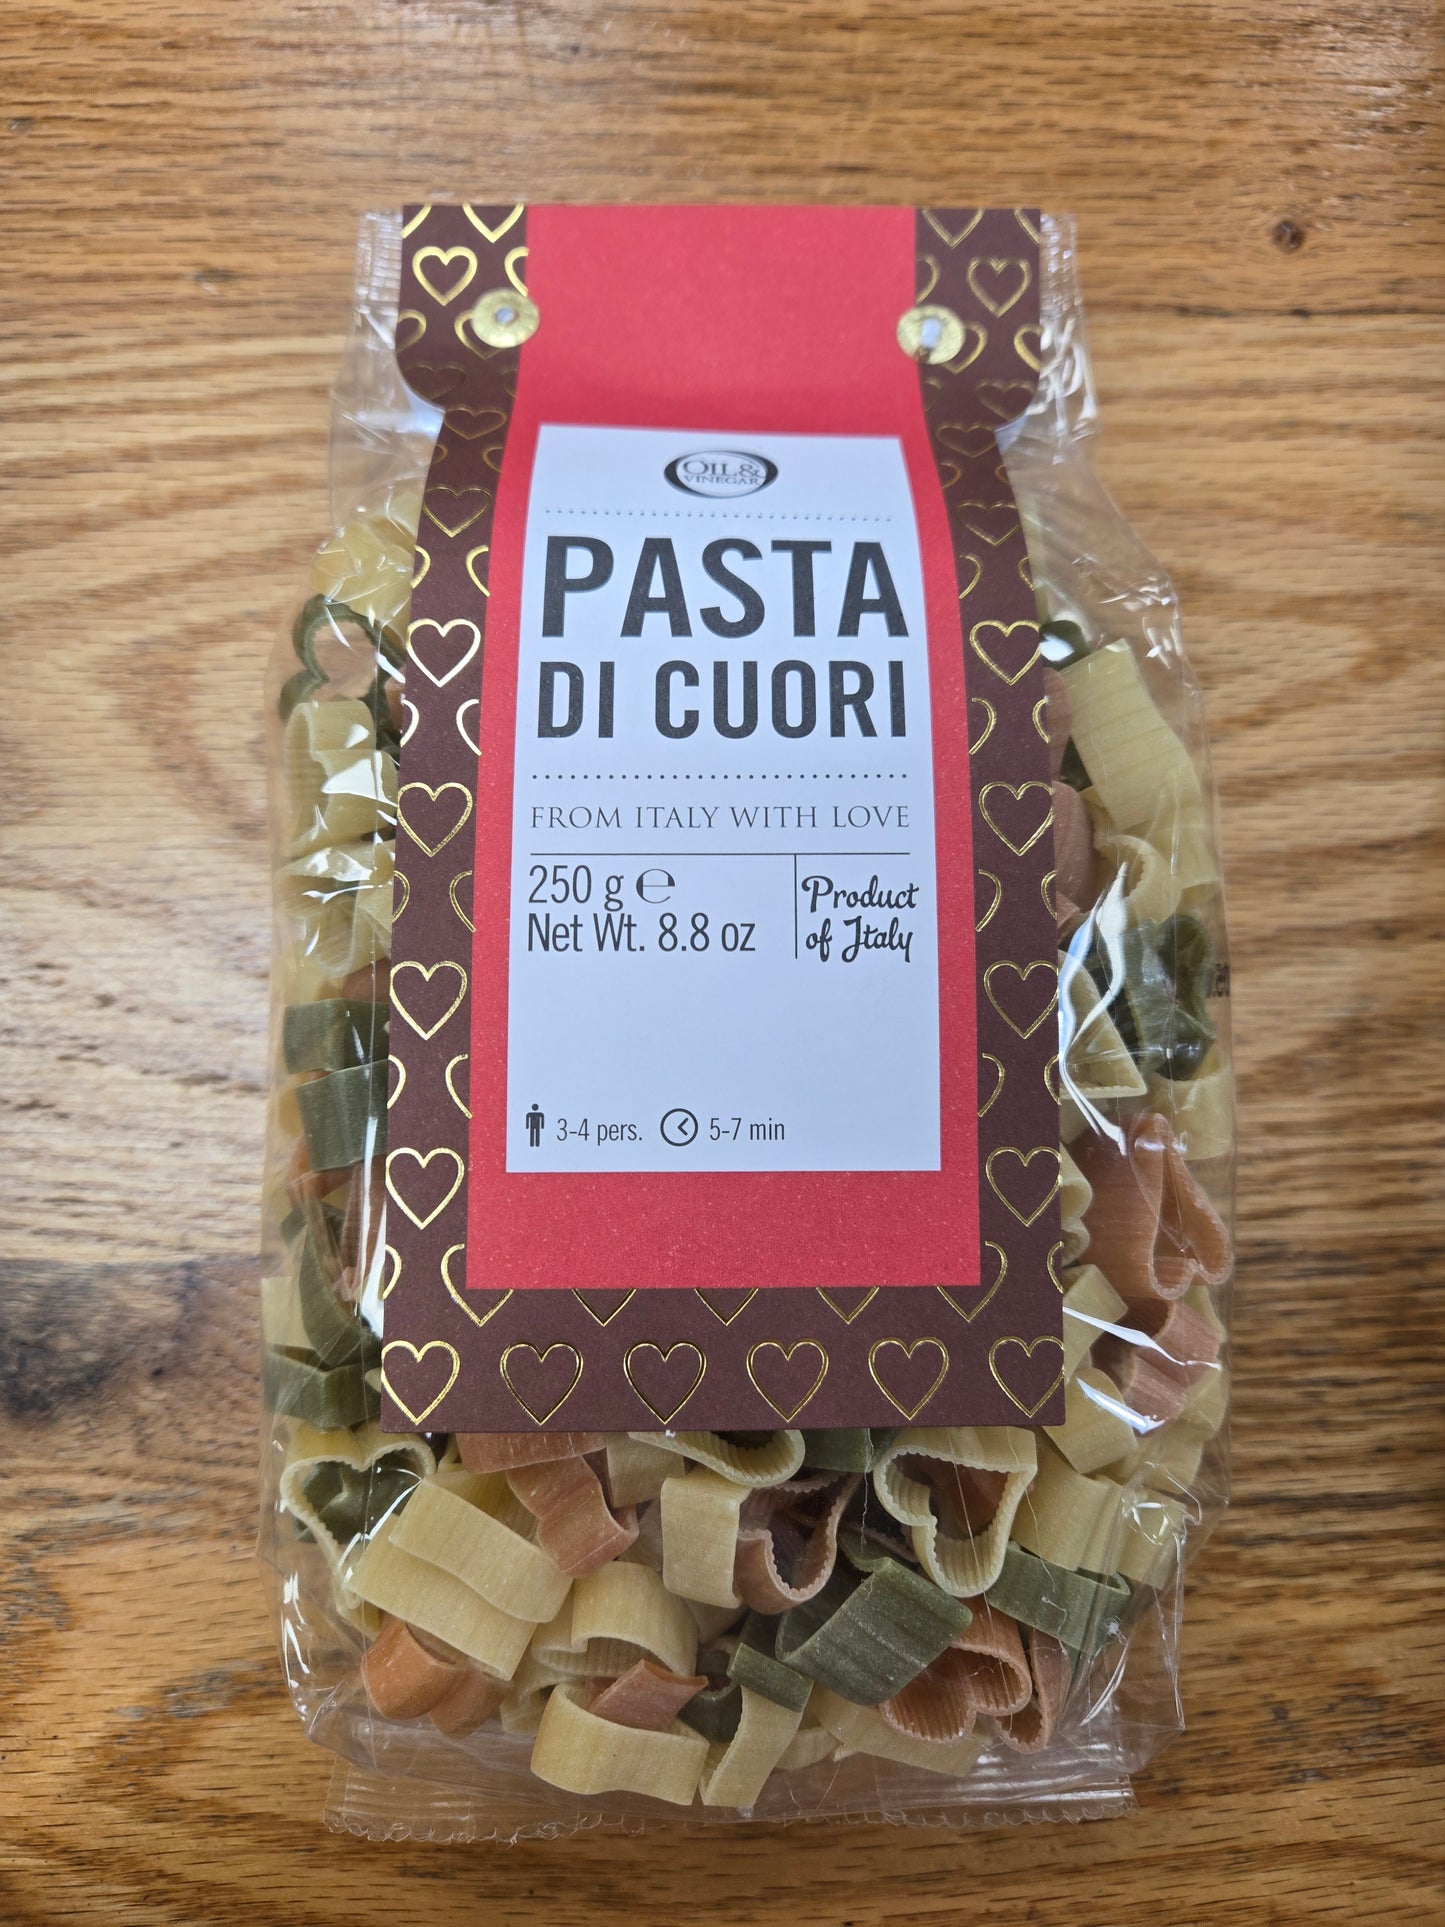 OIL &
VINEGAR
PASTA
DI CUORI
FROM ITALY WITH LOVE
250 g ℮
Net Wt. 8.8 oz
Product
of Italy
3-4 pers.
5-7 min